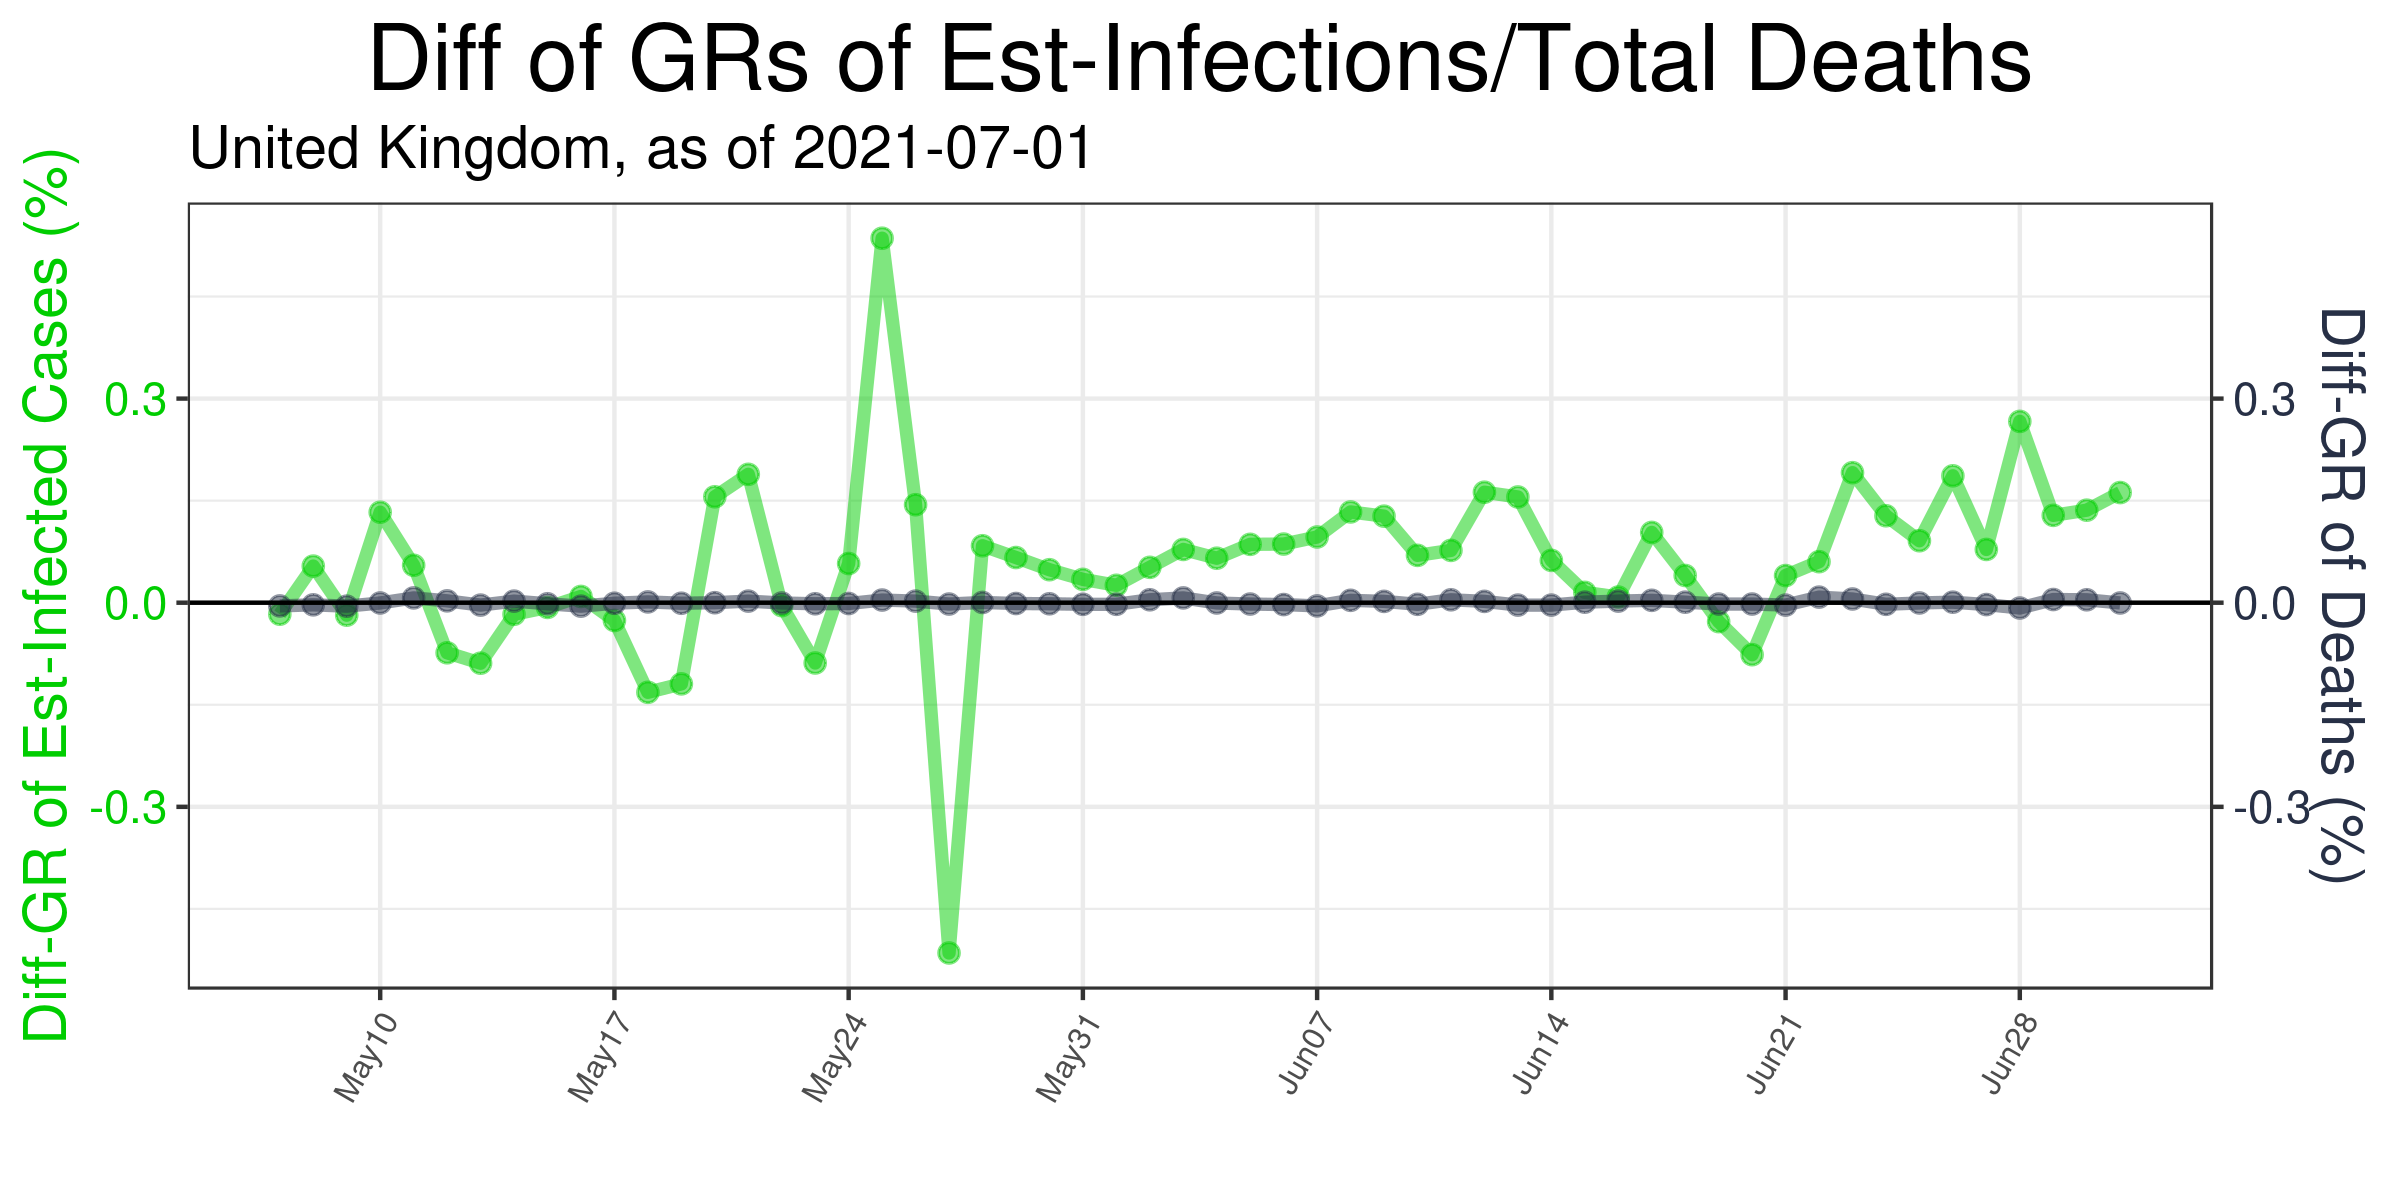 Diff of GRs of Est-Infections/Total Deaths
United Kingdom, as of 2021-07-01
Diff-GR of Est-Infected Cases (%)
0.3
0.0
-0.3
0.3
0.0
-0.3
Diff-GR of Deaths (%)
May10
May17
May24
May31
Jun07
Jun14
Jun21
Jun28